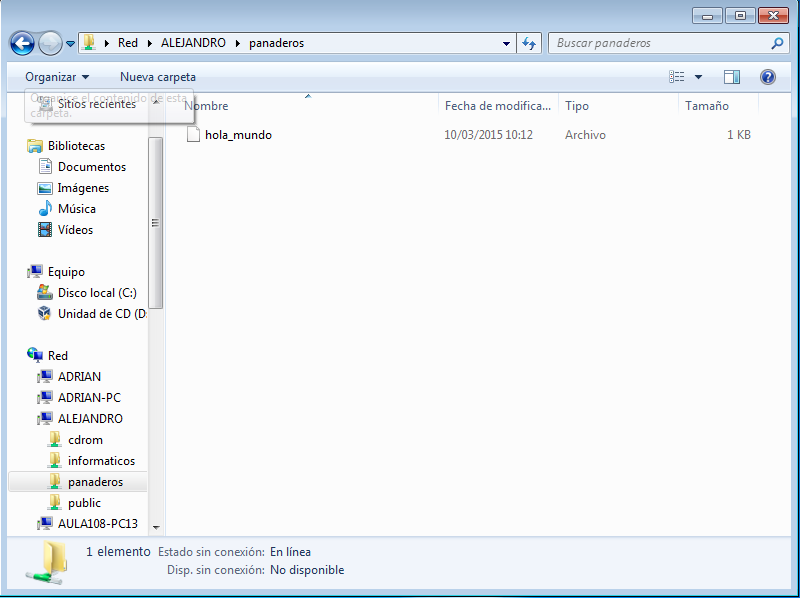 Red ALEJANDRO panaderos
Buscar panaderos
Organizar Nueva carpeta
Organice el contenido de esta
carpeta.
Sitios recientes
Nombre Fecha de modifica... Tipo Tamaño
hola_mundo 10/03/2015 10:12 Archivo 1 KB
Bibliotecas
Documentos
Imágenes
Música
Vídeos
Equipo
Disco local (C:)
Unidad de CD (D:
Red
ADRIAN
ADRIAN-PC
ALEJANDRO
cdrom
informaticos
panaderos
public
AULA108-PC13
1 elemento Estado sin conexión: En línea
Disp. sin conexión: No disponible